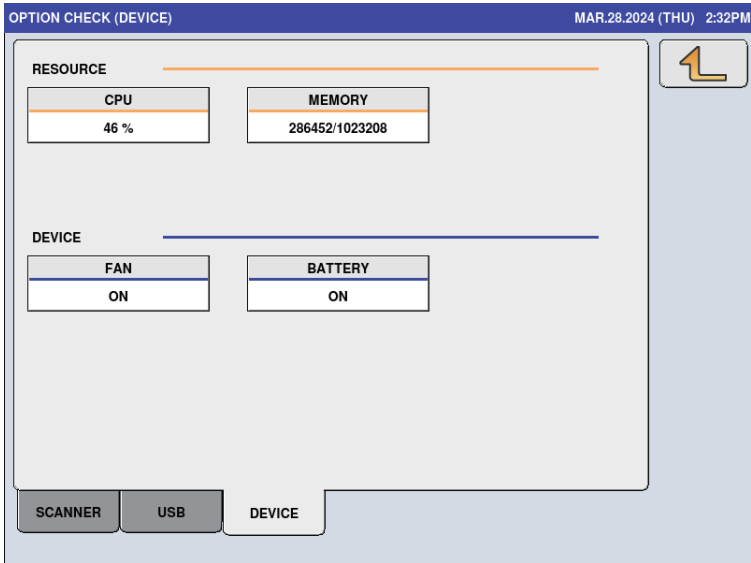 OPTION CHECK (DEVICE) MAR.28.2024 (THU) 2:32PM
RESOURCE
CPU MEMORY
46 % 286452/1023208
DEVICE
FAN BATTERY
ON ON
SCANNER USB DEVICE